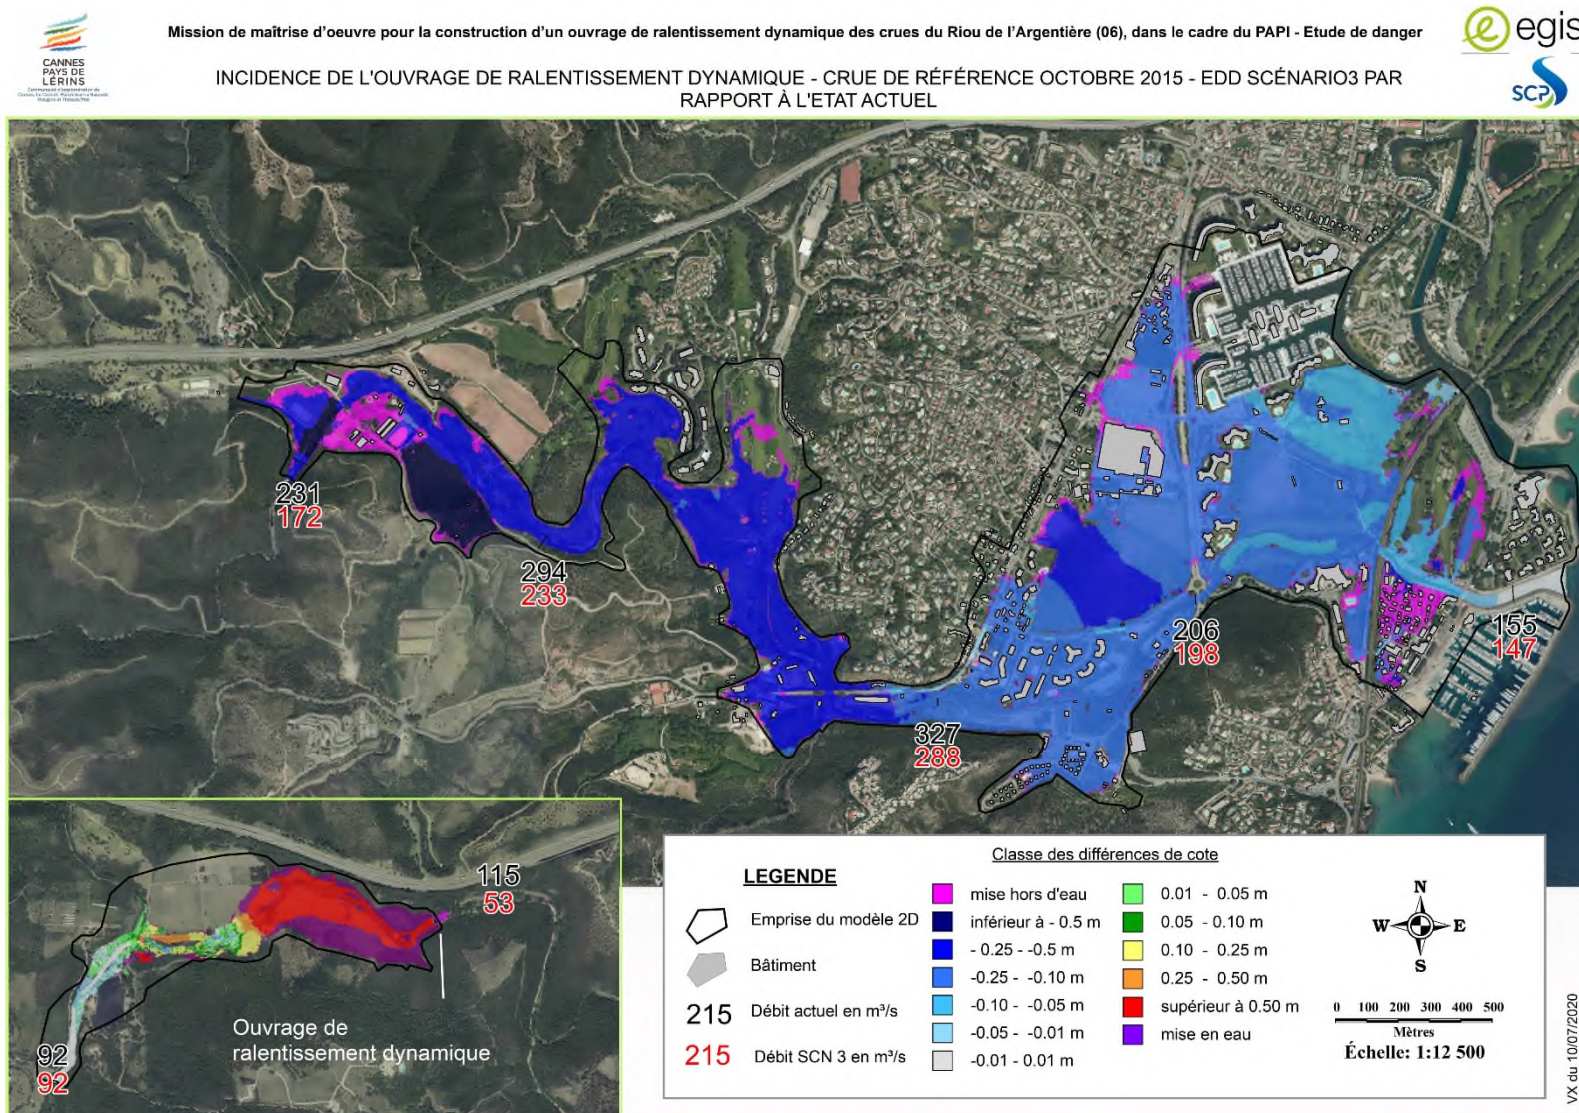 CANNES
PAYS DE
LÉRINS
Mission de maîtrise d'oeuvre pour la construction d'un ouvrage de ralentissement dynamique des crues du Riou de l'Argentière (06), dans le cadre du PAPI - Etude de danger
INCIDENCE DE L'OUVRAGE DE RALENTISSEMENT DYNAMIQUE - CRUE DE RÉFÉRENCE OCTOBRE 2015 - EDD SCÉNARIO3 PAR
RAPPORT À L'ETAT ACTUEL
egis
SCP
231
172
294
233
327
288
206
198
155
147
115
53
92
92
Ouvrage de
ralentissement dynamique
LEGENDE
Emprise du modèle 2D
Bâtiment
215 Débit actuel en m³/s
215 Débit SCN 3 en m³/s
Classe des différences de cote
mise hors d'eau
inférieur à - 0.5 m
- 0.25 - -0.5 m
-0.25 - -0.10 m
-0.10 - -0.05 m
-0.05 - -0.01 m
-0.01 - 0.01 m
0.01 - 0.05 m
0.05 - 0.10 m
0.10 - 0.25 m
0.25 - 0.50 m
supérieur à 0.50 m
mise en eau
N
W E
S
0 100 200 300 400 500
Mètres
Échelle: 1:12 500
VX du 10/07/2020